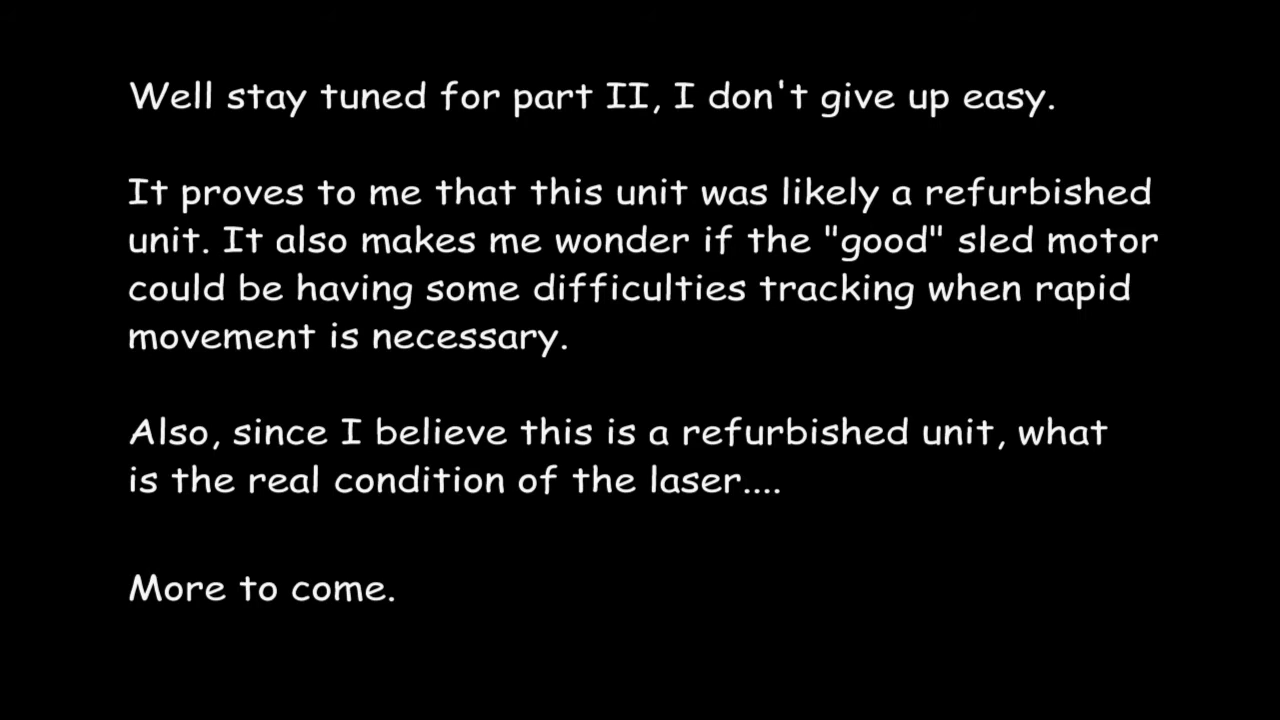 Well stay tuned for part II, I don't give up easy.
It proves to me that this unit was likely a refurbished
unit. It also makes me wonder if the "good" sled motor
could be having some difficulties tracking when rapid
movement is necessary.
Also, since I believe this is a refurbished unit, what
is the real condition of the laser....
More to come.